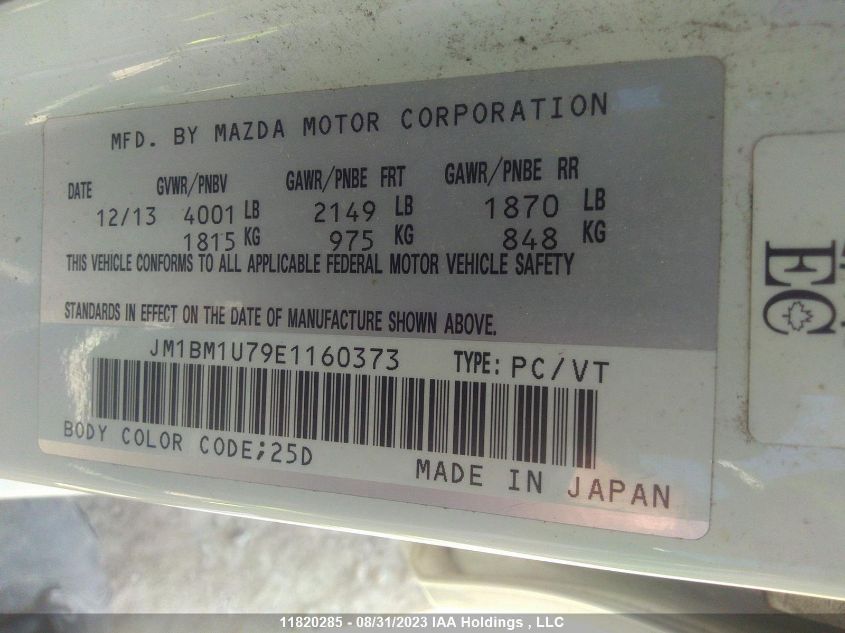 MFD. BY MAZDA MOTOR CORPORATION
DATE GVWR/PNBV GAWR/PNBE FRT GAWR/PNBE RR
12/13 4001 LB 2149 LB 1870 LB
1815 KG 975 KG 848 KG
THIS VEHICLE CONFORMS TO ALL APPLICABLE FEDERAL MOTOR VEHICLE SAFETY
STANDARDS IN EFFECT ON THE DATE OF MANUFACTURE SHOWN ABOVE.
JM1BM1U79E1160373 TYPE: PC/VT
BODY COLOR CODE;25D
MADE IN JAPAN
EC
11820285 - 08/31/2023 IAA Holdings , LLC